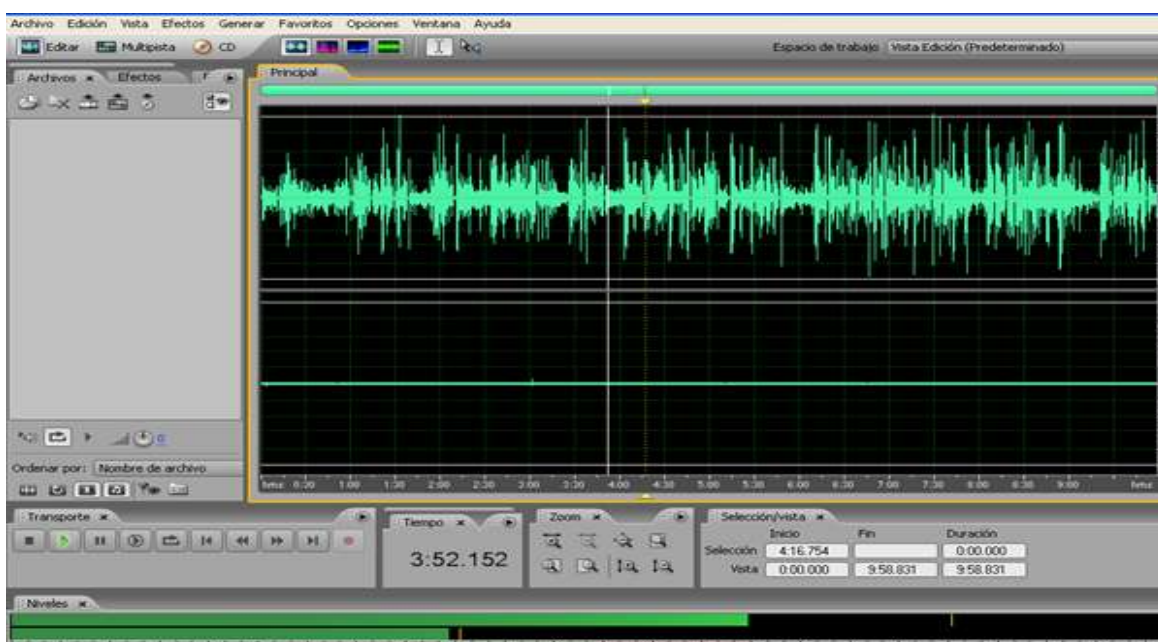 Archivo Edición Vista Efectos Generar Favoritos Opciones Ventana Ayuda
Editar Multipista CD Espacio de trabajo: Vista Edición (Predeterminado)
Archivos Efectos
Principal
hms 0:30 1:00 1:30 2:00 2:30 3:00 3:30 4:00 4:30 5:00 5:30 6:00 6:30 7:00 7:30 8:00 8:30 9:00 hms
Ordenar por: Nombre de archivo
Transporte
Tiempo
3:52.152
Zoom
Selección/vista
Inicio Fin Duración
Selección 4:16.754 0:00.000
Vista 0:00.000 9:58.831 9:58.831
Niveles